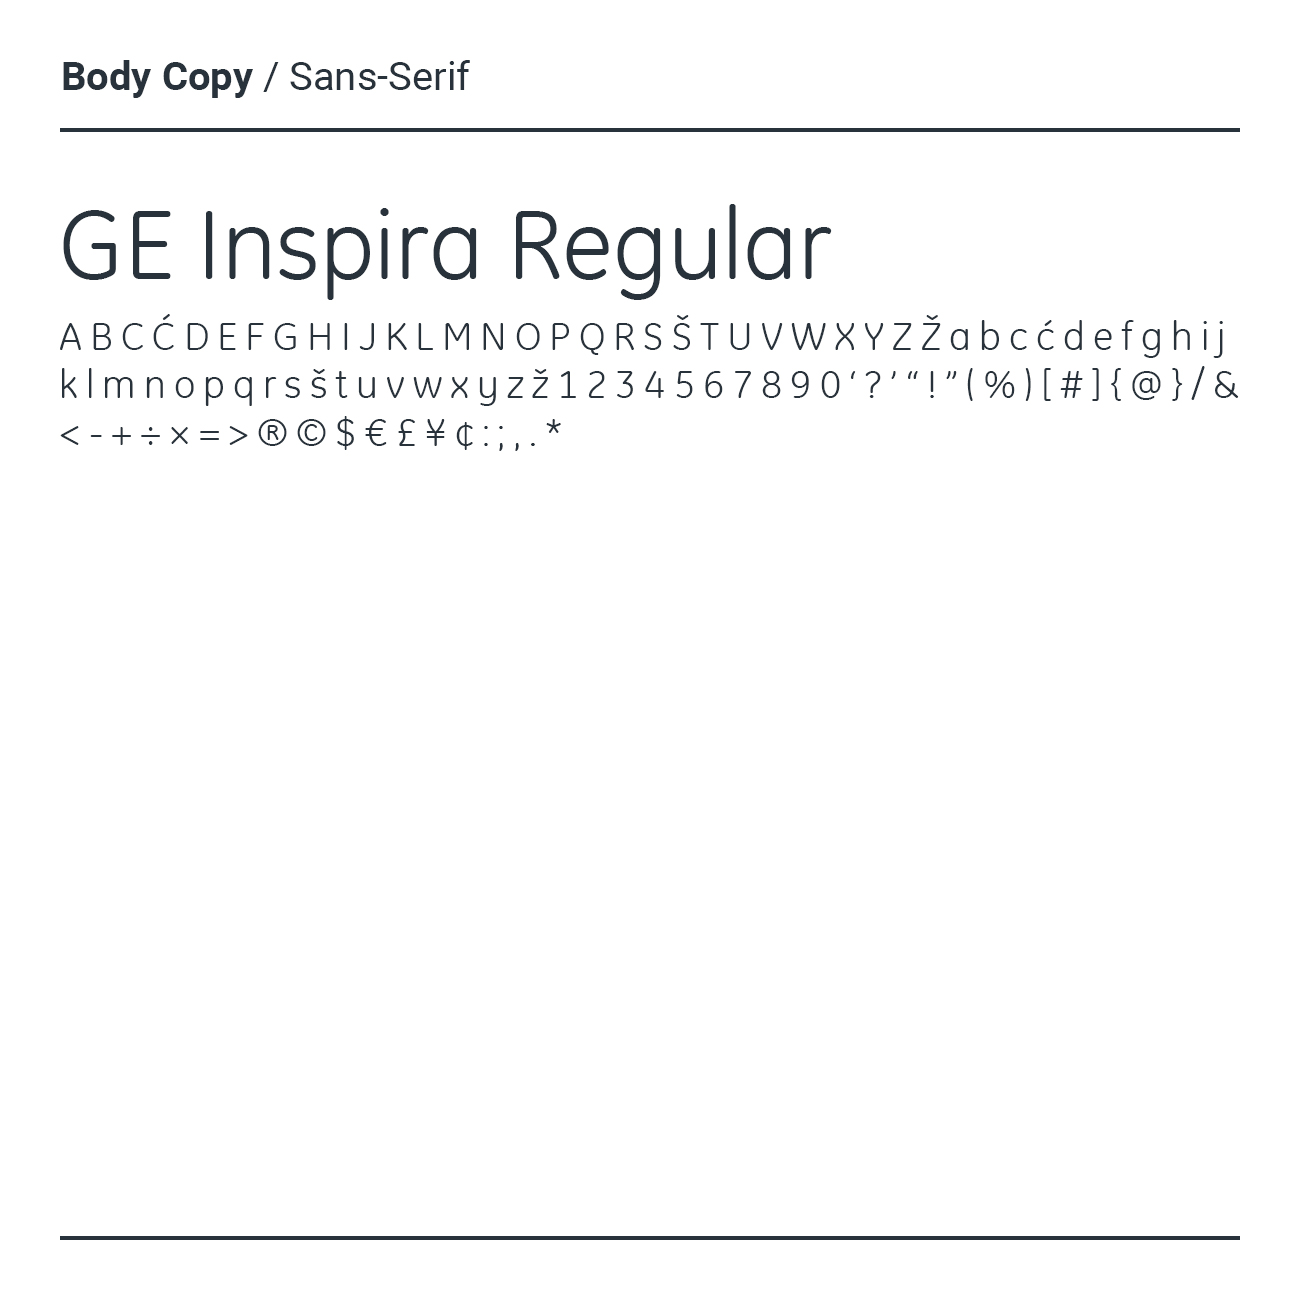 Body Copy / Sans-Serif
GE Inspira Regular
A B C Ć D E F G H I J K L M N O P Q R S Š T U V W X Y Z Ž a b c ć d e f g h i j
k l m n o p q r s š t u v w x y z ž 1 2 3 4 5 6 7 8 9 0 ‘ ? ’ “ ! ” ( % ) [ # ] { @ } / &
< - + ÷ × = > ® © $ € £ ¥ ¢ : ; , . *